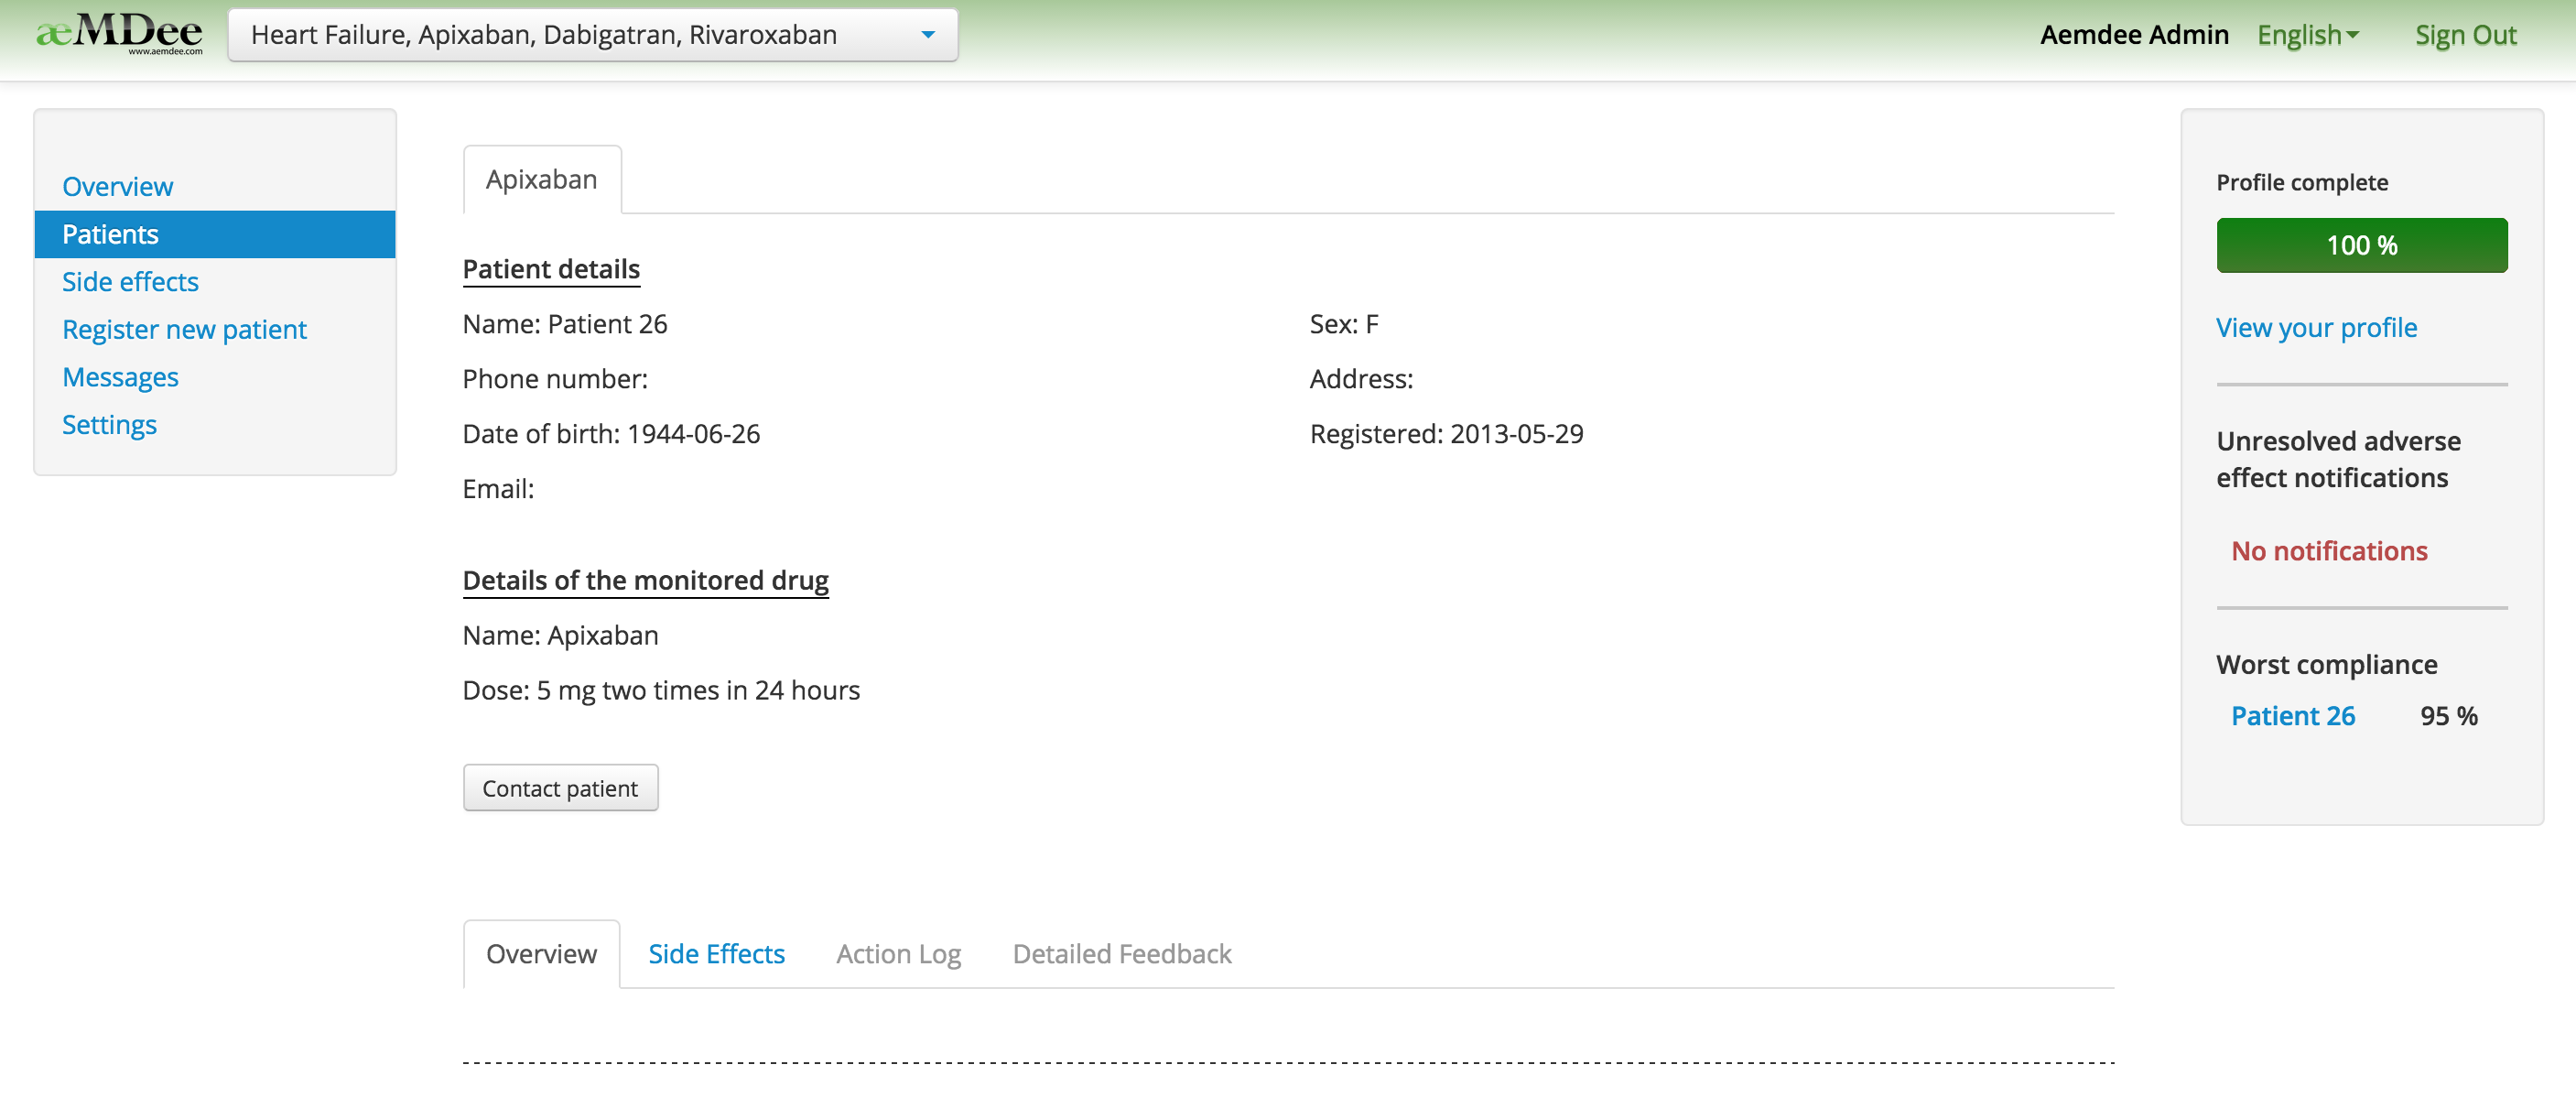 æMDee
www.aemdee.com
Heart Failure, Apixaban, Dabigatran, Rivaroxaban
Aemdee Admin
English
Sign Out
Overview
Patients
Side effects
Register new patient
Messages
Settings
Apixaban
Patient details
Name: Patient 26
Sex: F
Phone number:
Address:
Date of birth: 1944-06-26
Registered: 2013-05-29
Email:
Details of the monitored drug
Name: Apixaban
Dose: 5 mg two times in 24 hours
Contact patient
Overview
Side Effects
Action Log
Detailed Feedback
Profile complete
100 %
View your profile
Unresolved adverse
effect notifications
No notifications
Worst compliance
Patient 26 95 %